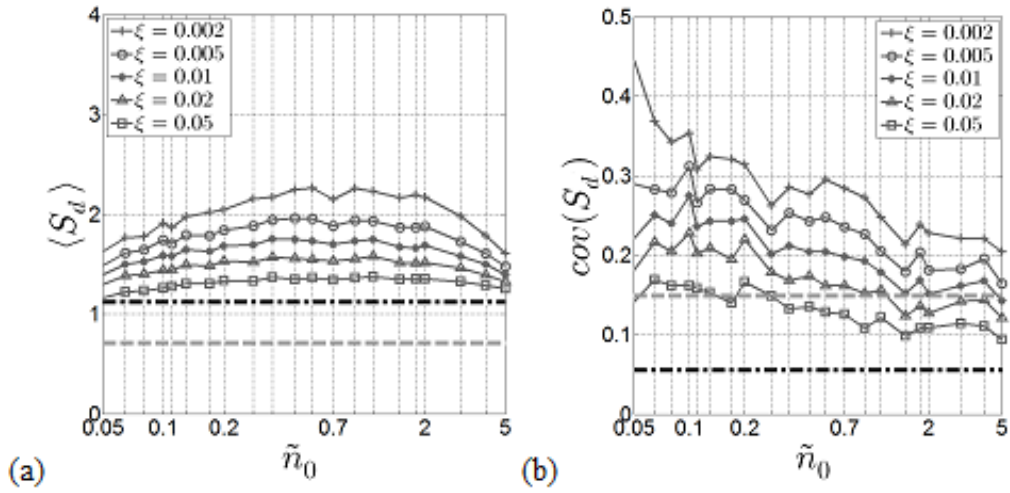 4
3
2
1
0
⟨S_d⟩
ξ = 0.002
ξ = 0.005
ξ = 0.01
ξ = 0.02
ξ = 0.05
0.05 0.1 0.2 0.7 2 5
ñ_0
(a)
0.5
0.4
0.3
0.2
0.1
0
cov(S_d)
ξ = 0.002
ξ = 0.005
ξ = 0.01
ξ = 0.02
ξ = 0.05
0.05 0.1 0.2 0.7 2 5
ñ_0
(b)